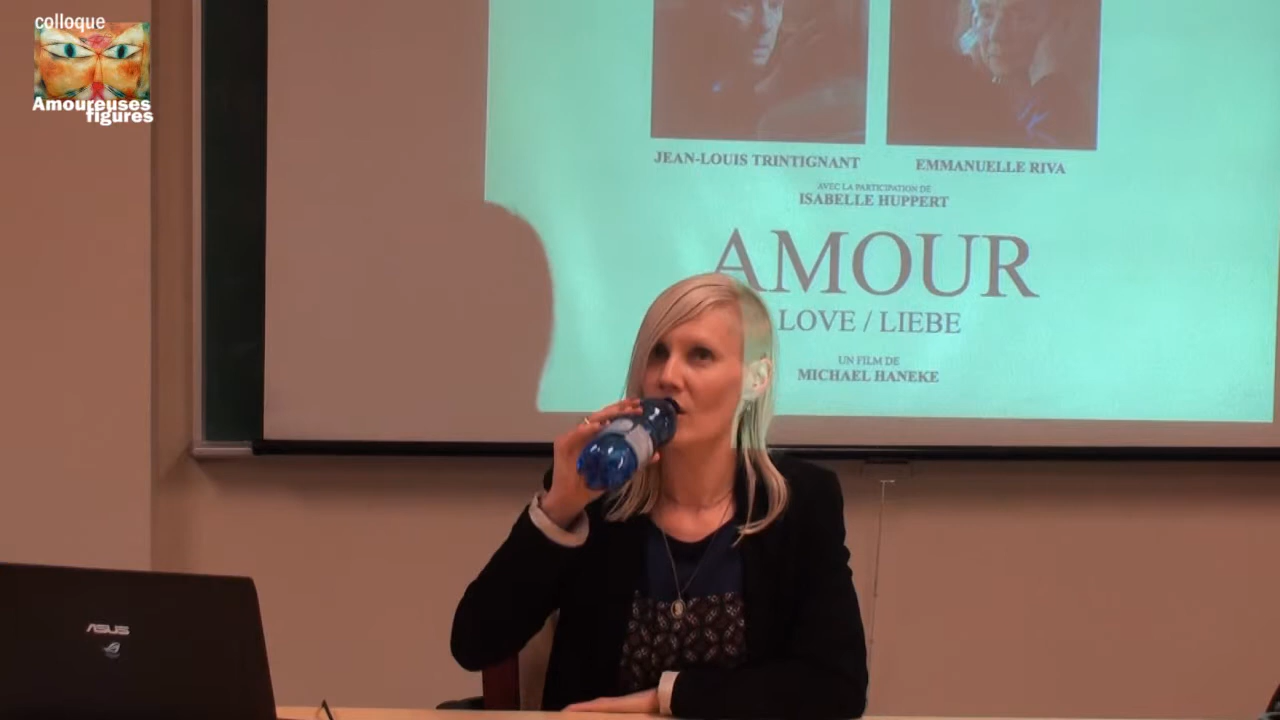 colloque
Amoureuses
figures
JEAN-LOUIS TRINTIGNANT
EMMANUELLE RIVA
AVEC LA PARTICIPATION DE
ISABELLE HUPPERT
AMOUR
LOVE / LIEBE
UN FILM DE
MICHAEL HANEKE
ASUS